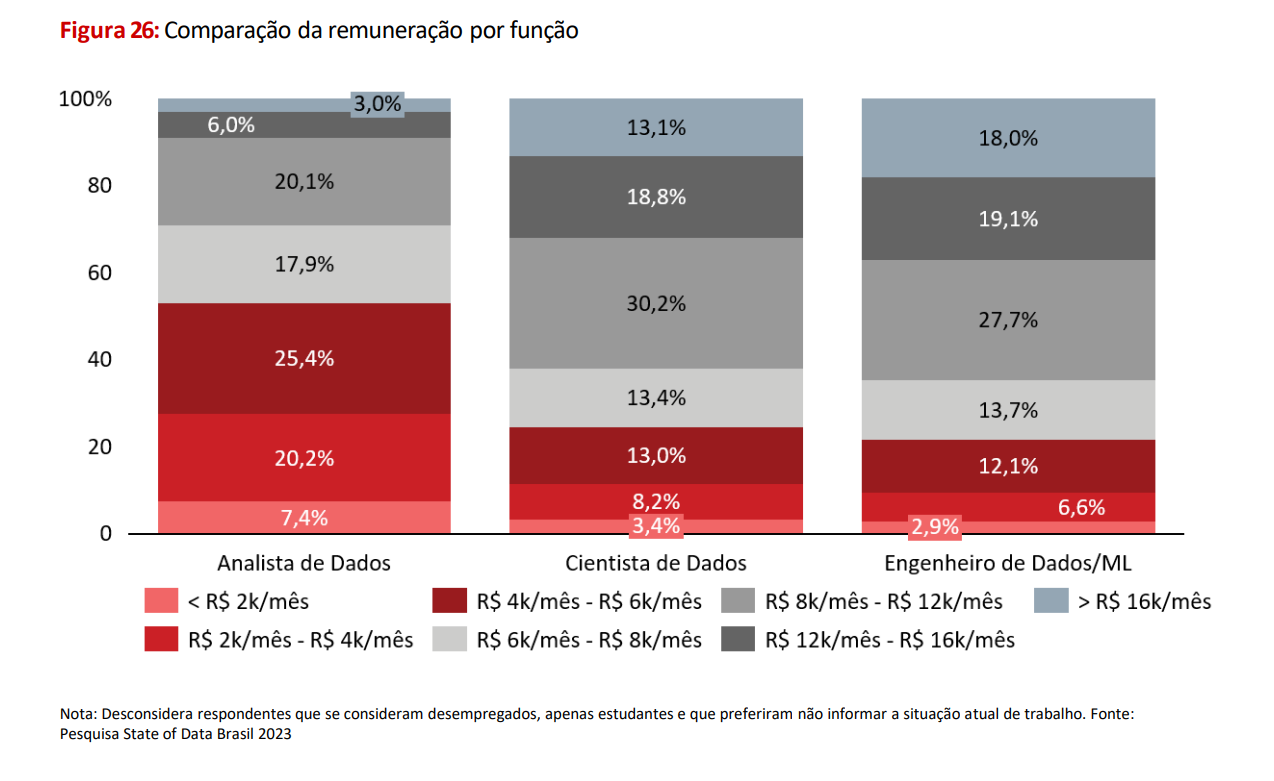 Figura 26: Comparação da remuneração por função
100%
80
60
40
20
0
3,0%
6,0%
20,1%
17,9%
25,4%
20,2%
7,4%
13,1%
18,8%
30,2%
13,4%
13,0%
8,2%
3,4%
18,0%
19,1%
27,7%
13,7%
12,1%
6,6%
2,9%
Analista de Dados
Cientista de Dados
Engenheiro de Dados/ML
< R$ 2k/mês
R$ 4k/mês - R$ 6k/mês
R$ 8k/mês - R$ 12k/mês
> R$ 16k/mês
R$ 2k/mês - R$ 4k/mês
R$ 6k/mês - R$ 8k/mês
R$ 12k/mês - R$ 16k/mês
Nota: Desconsidera respondentes que se consideram desempregados, apenas estudantes e que preferiram não informar a situação atual de trabalho. Fonte:
Pesquisa State of Data Brasil 2023